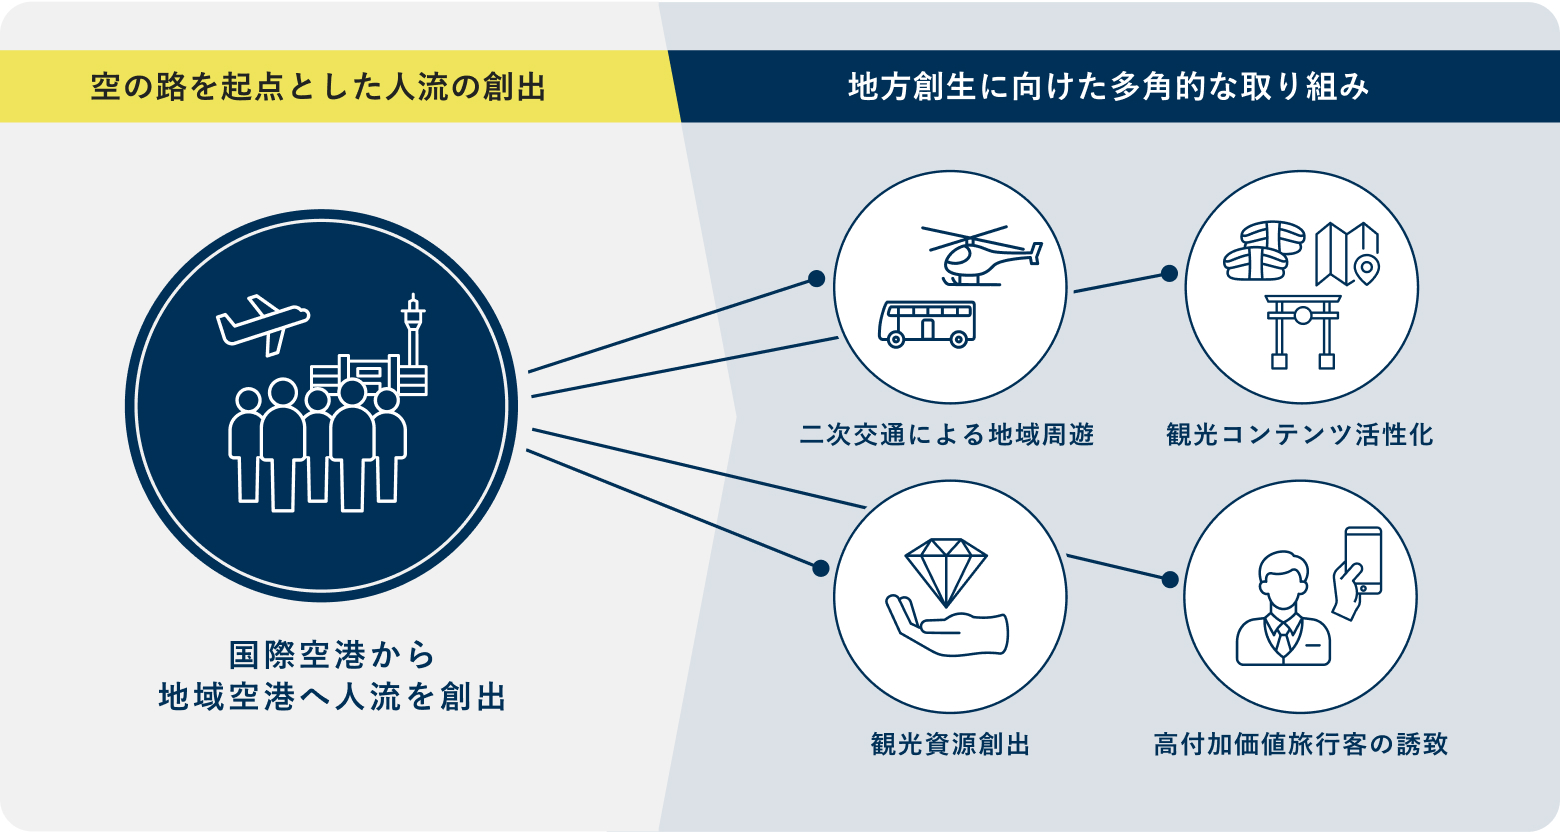 空の路を起点とした人流の創出
地方創生に向けた多角的な取り組み
国際空港から
地域空港へ人流を創出
二次交通による地域周遊
観光コンテンツ活性化
観光資源創出
高付加価値旅行客の誘致